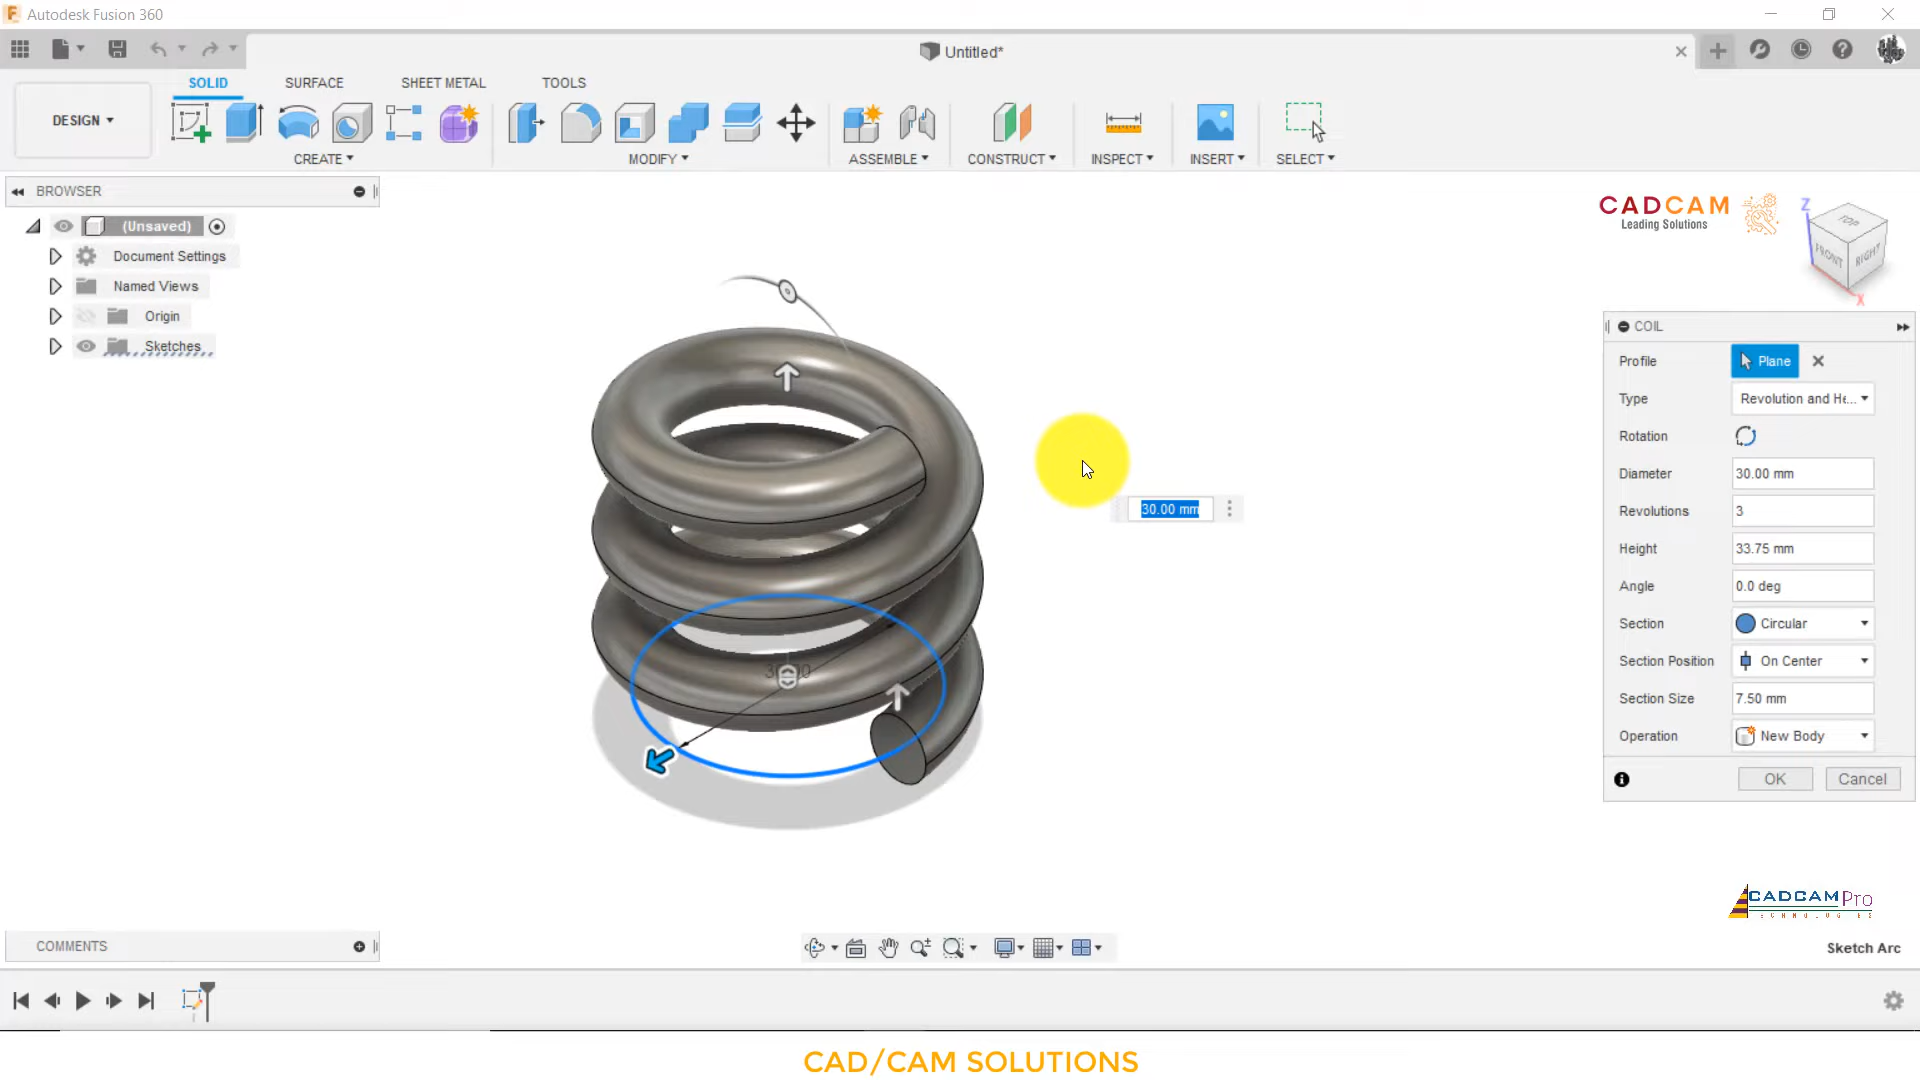 Autodesk Fusion 360
Untitled*
SOLID
SURFACE
SHEET METAL
TOOLS
DESIGN
CREATE
MODIFY
ASSEMBLE
CONSTRUCT
INSPECT
INSERT
SELECT
BROWSER
(Unsaved)
Document Settings
Named Views
Origin
Sketches
CADCAM
Leading Solutions
Z
TOP
FRONT
RIGHT
X
COIL
Profile
Plane
Type
Revolution and He...
Rotation
Diameter
30.00 mm
Revolutions
3
Height
33.75 mm
Angle
0.0 deg
Section
Circular
Section Position
On Center
Section Size
7.50 mm
Operation
New Body
OK
Cancel
30.00 mm
CADCAM Pro
TECHNOLOGIES
COMMENTS
Sketch Arc
CAD/CAM SOLUTIONS